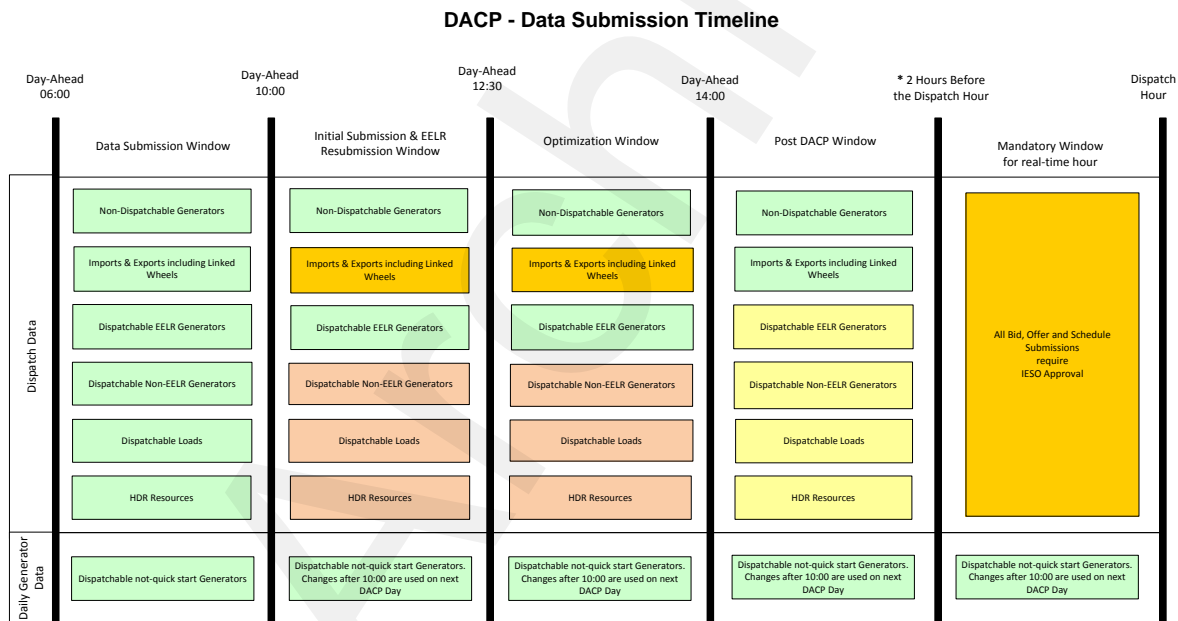 DACP - Data Submission Timeline
Day-Ahead
06:00
Day-Ahead
10:00
Day-Ahead
12:30
Day-Ahead
14:00
* 2 Hours Before
the Dispatch Hour
Dispatch
Hour
Data Submission Window
Initial Submission & EELR
Resubmission Window
Optimization Window
Post DACP Window
Mandatory Window
for real-time hour
Dispatch Data
Non-Dispatchable Generators
Non-Dispatchable Generators
Non-Dispatchable Generators
Non-Dispatchable Generators
Imports & Exports including Linked
Wheels
Imports & Exports including Linked
Wheels
Imports & Exports including Linked
Wheels
Imports & Exports including Linked
Wheels
Dispatchable EELR Generators
Dispatchable EELR Generators
Dispatchable EELR Generators
Dispatchable EELR Generators
All Bid, Offer and Schedule
Submissions
require
IESO Approval
Dispatchable Non-EELR Generators
Dispatchable Non-EELR Generators
Dispatchable Non-EELR Generators
Dispatchable Non-EELR Generators
Dispatchable Loads
Dispatchable Loads
Dispatchable Loads
Dispatchable Loads
HDR Resources
HDR Resources
HDR Resources
HDR Resources
Daily Generator
Data
Dispatchable not-quick start Generators
Dispatchable not-quick start Generators.
Changes after 10:00 are used on next
DACP Day
Dispatchable not-quick start Generators.
Changes after 10:00 are used on next
DACP Day
Dispatchable not-quick start Generators.
Changes after 10:00 are used on next
DACP Day
Dispatchable not-quick start Generators.
Changes after 10:00 are used on next
DACP Day